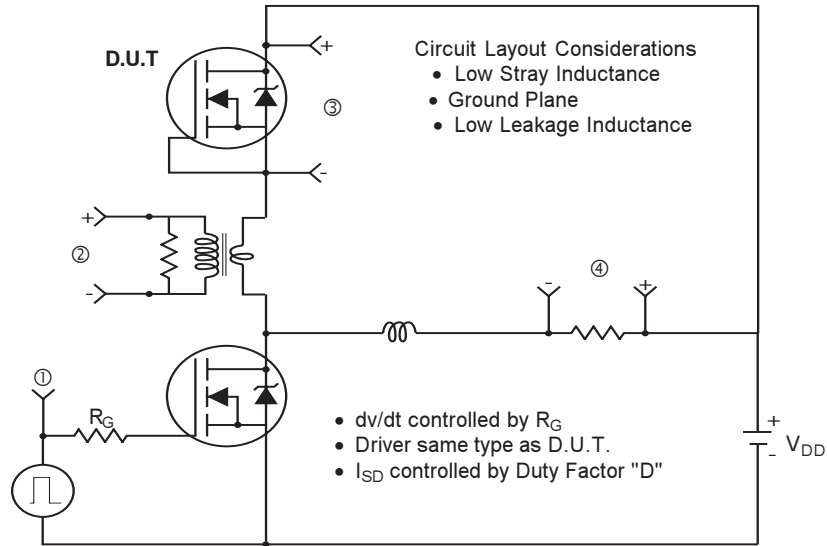 D.U.T
+
Circuit Layout Considerations
• Low Stray Inductance
• Ground Plane
• Low Leakage Inductance
③
-
+
②
-
-
④
+
①
R_G
• dv/dt controlled by R_G
• Driver same type as D.U.T.
• I_SD controlled by Duty Factor "D"
+
-
V_DD